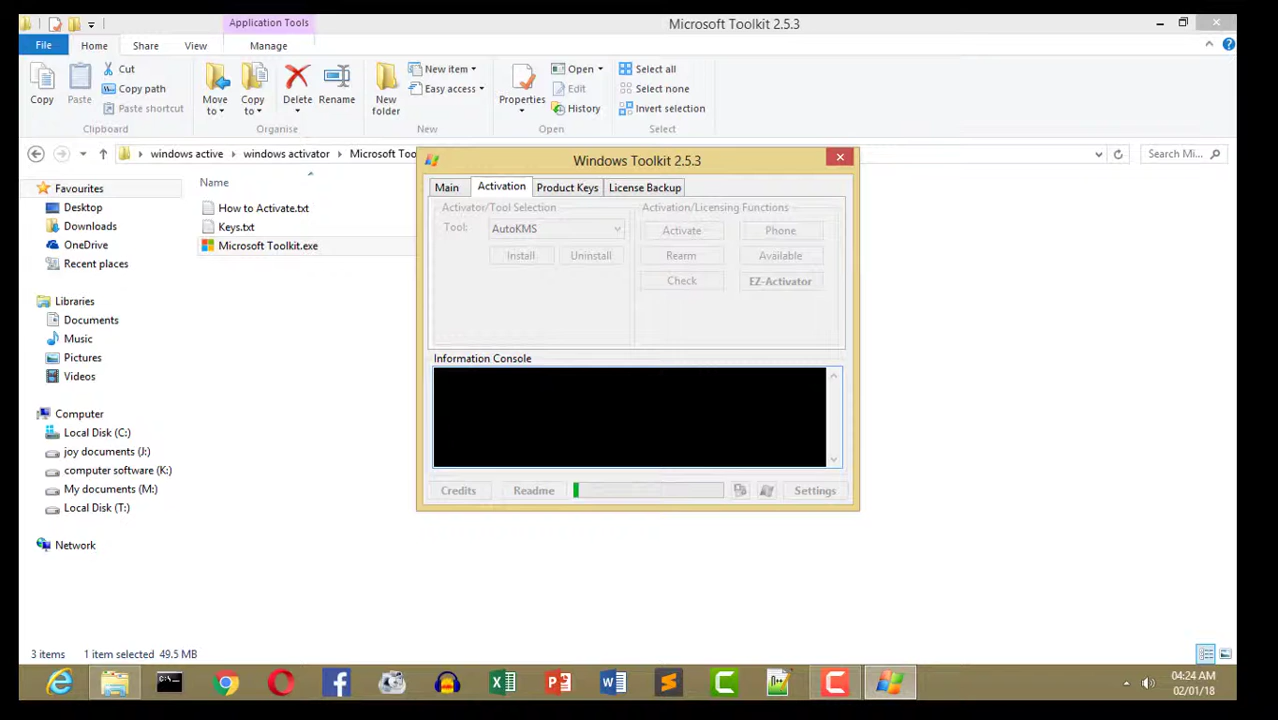 Application Tools
Microsoft Toolkit 2.5.3
File Home Share View Manage
Copy
Paste
Cut
Copy path
Paste shortcut
Clipboard
Move to
Copy to
Delete
Rename
Organise
New folder
New item
Easy access
New
Properties
Open
Edit
History
Open
Select all
Select none
Invert selection
Select
windows active windows activator Microsoft Too
Search Mi...
Favourites
Desktop
Downloads
OneDrive
Recent places
Libraries
Documents
Music
Pictures
Videos
Computer
Local Disk (C:)
joy documents (J:)
computer software (K:)
My documents (M:)
Local Disk (T:)
Network
Name
How to Activate.txt
Keys.txt
Microsoft Toolkit.exe
Windows Toolkit 2.5.3
Main Activation Product Keys License Backup
Activator/Tool Selection
Tool: AutoKMS
Install Uninstall
Activation/Licensing Functions
Activate Phone
Rearm Available
Check EZ-Activator
Information Console
Credits Readme Settings
3 items 1 item selected 49.5 MB
04:24 AM
02/01/18